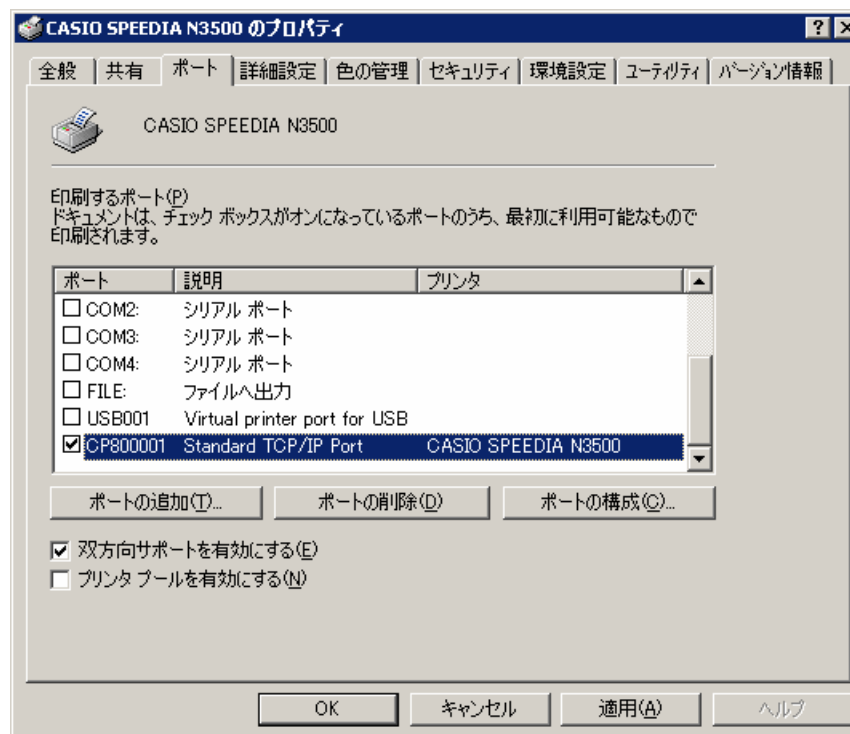 CASIO SPEEDIA N3500 のプロパティ
全般 共有 ポート 詳細設定 色の管理 セキュリティ 環境設定 ユーティリティ バージョン情報
CASIO SPEEDIA N3500
印刷するポート(P)
ドキュメントは、チェック ボックスがオンになっているポートのうち、最初に利用可能なもので
印刷されます。
ポート 説明 プリンタ
COM2: シリアル ポート
COM3: シリアル ポート
COM4: シリアル ポート
FILE: ファイルへ出力
USB001 Virtual printer port for USB
CP800001 Standard TCP/IP Port CASIO SPEEDIA N3500
ポートの追加(T)... ポートの削除(D) ポートの構成(C)...
双方向サポートを有効にする(E)
プリンタ プールを有効にする(N)
OK キャンセル 適用(A) ヘルプ